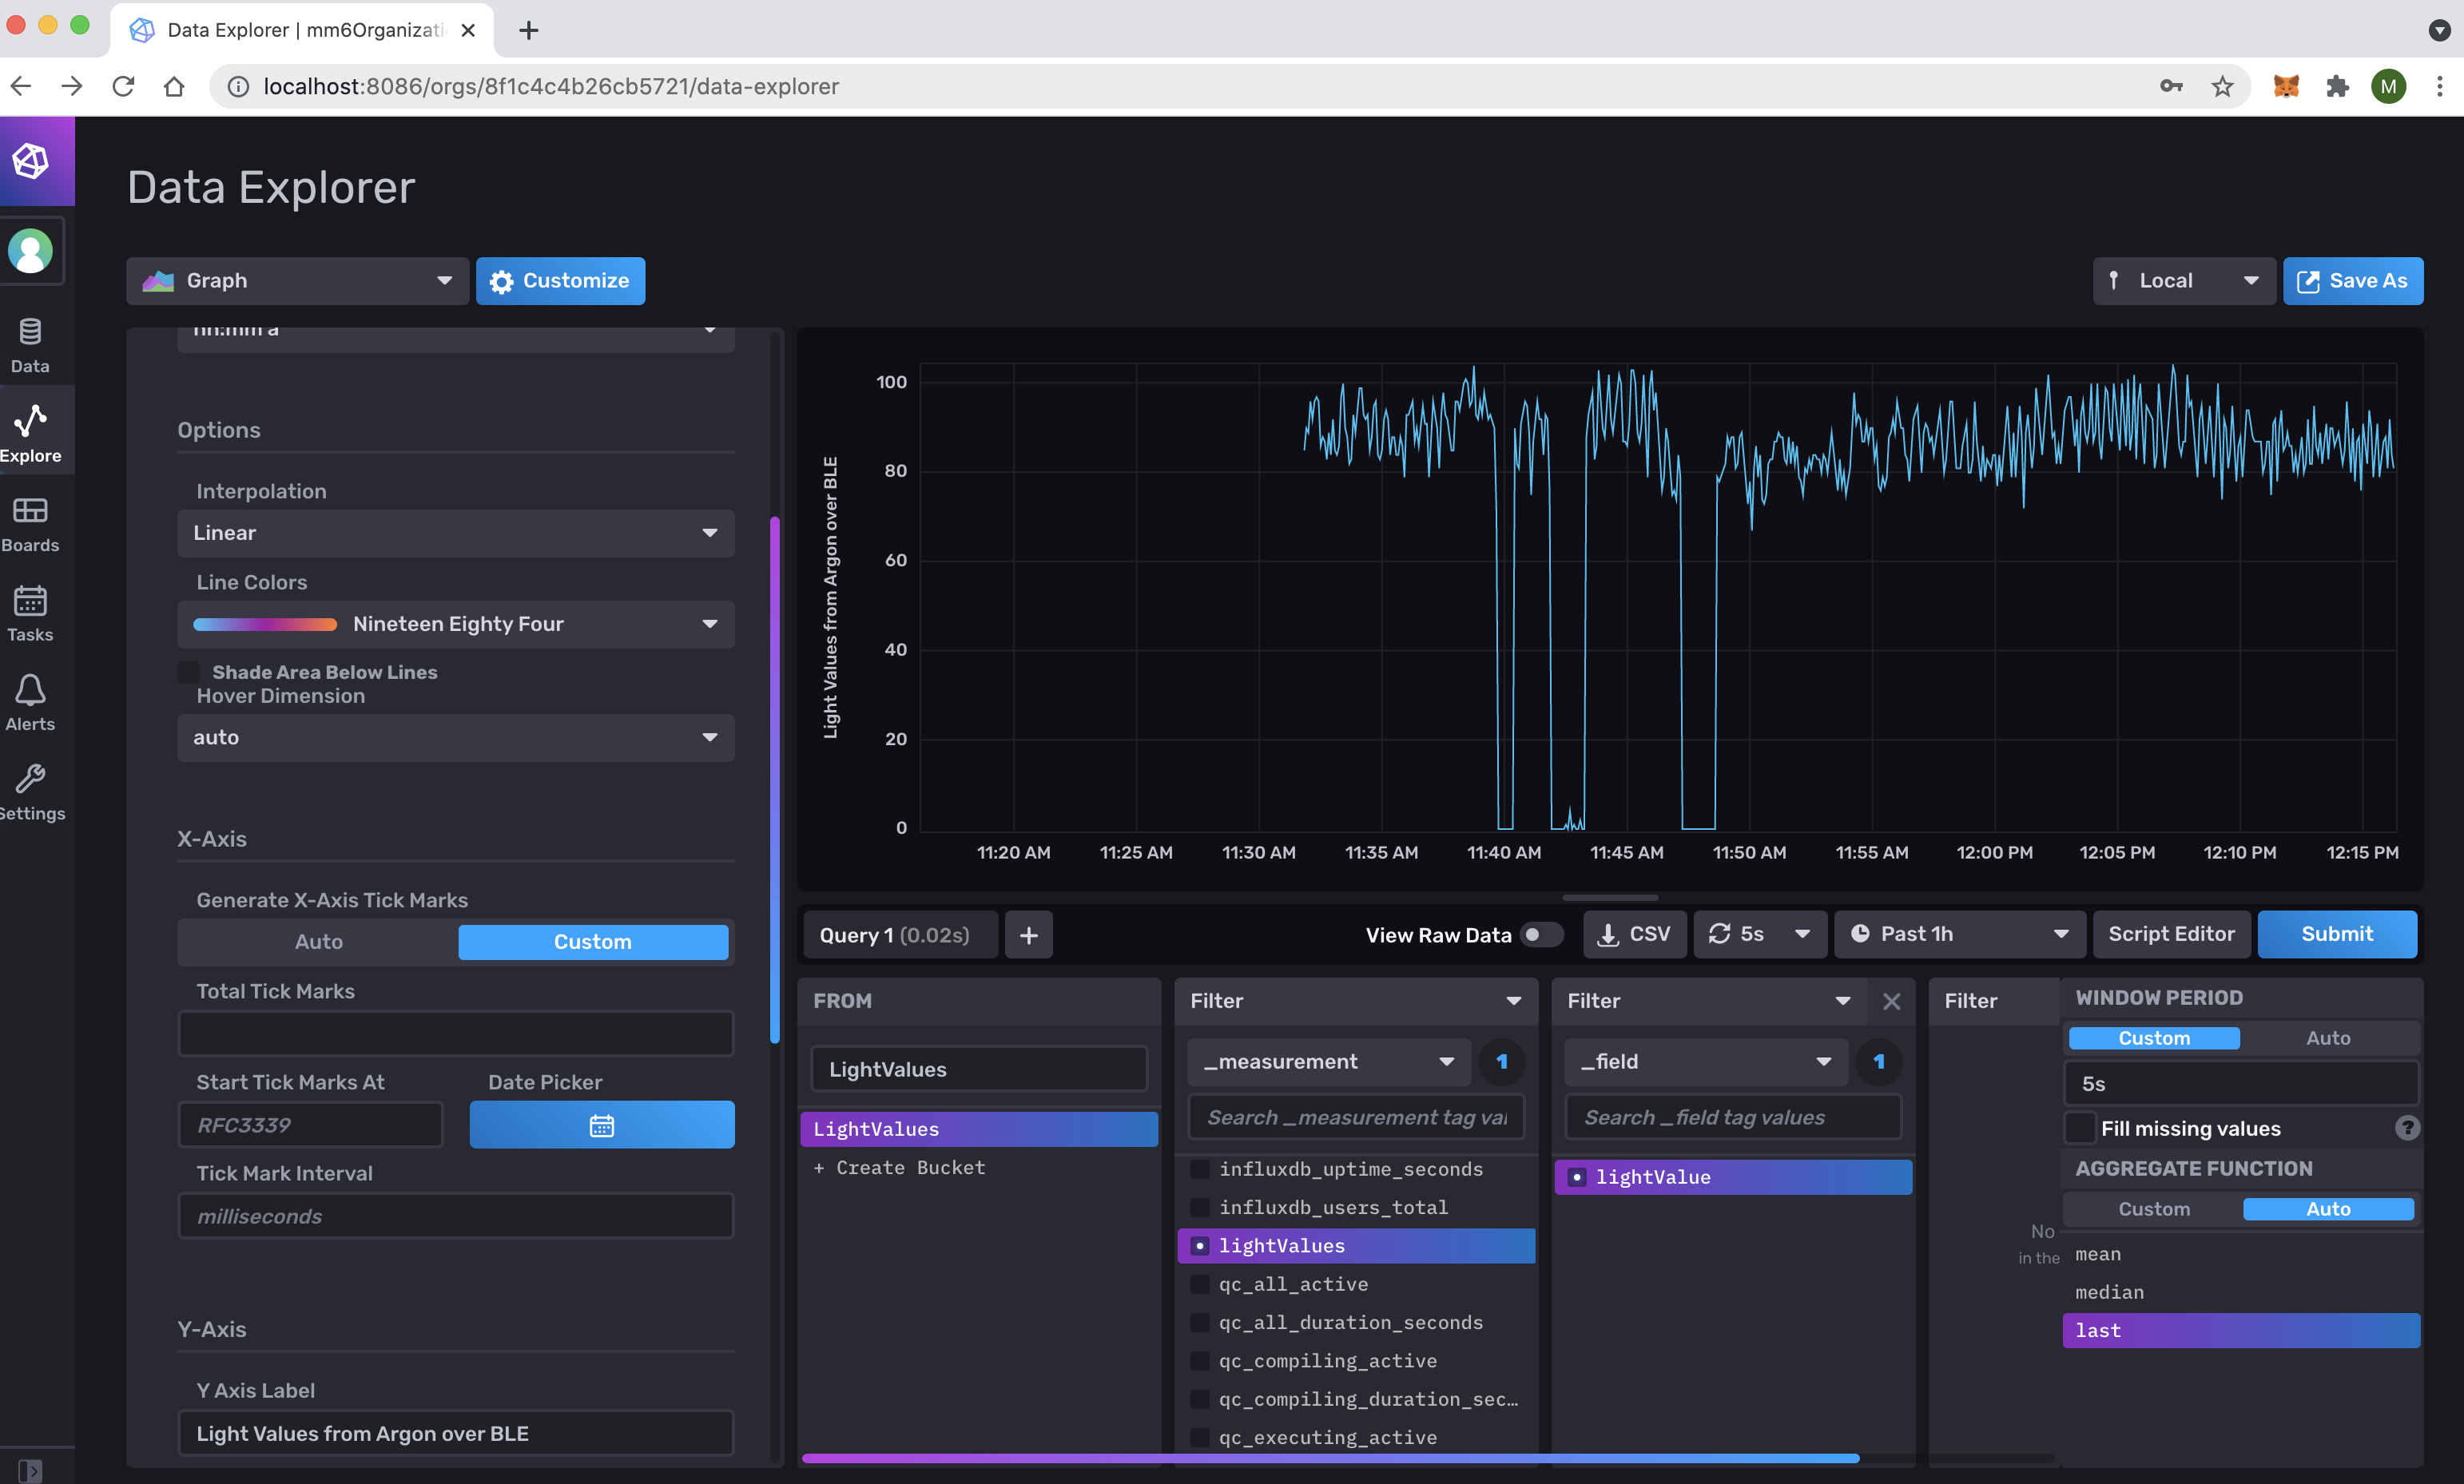 Data Explorer | mm6Organizati
localhost:8086/orgs/8f1c4c4b26cb5721/data-explorer
M
Data Explorer
Graph
Customize
Local
Save As
Data
Explore
Boards
Tasks
Alerts
Settings
hh:mm a
Options
Interpolation
Linear
Line Colors
Nineteen Eighty Four
Shade Area Below Lines
Hover Dimension
auto
X-Axis
Generate X-Axis Tick Marks
Auto Custom
Total Tick Marks
Start Tick Marks At Date Picker
RFC3339
Tick Mark Interval
milliseconds
Y-Axis
Y Axis Label
Light Values from Argon over BLE
Light Values from Argon over BLE
100
80
60
40
20
0
11:20 AM 11:25 AM 11:30 AM 11:35 AM 11:40 AM 11:45 AM 11:50 AM 11:55 AM 12:00 PM 12:05 PM 12:10 PM 12:15 PM
Query 1 (0.02s) +
View Raw Data
CSV
5s
Past 1h
Script Editor
Submit
FROM
LightValues
LightValues
+ Create Bucket
Filter
_measurement 1
Search _measurement tag val
influxdb_uptime_seconds
influxdb_users_total
lightValues
qc_all_active
qc_all_duration_seconds
qc_compiling_active
qc_compiling_duration_sec…
qc_executing_active
Filter
_field 1
Search _field tag values
lightValue
Filter
No
in the
WINDOW PERIOD
Custom Auto
5s
Fill missing values ?
AGGREGATE FUNCTION
Custom Auto
mean
median
last